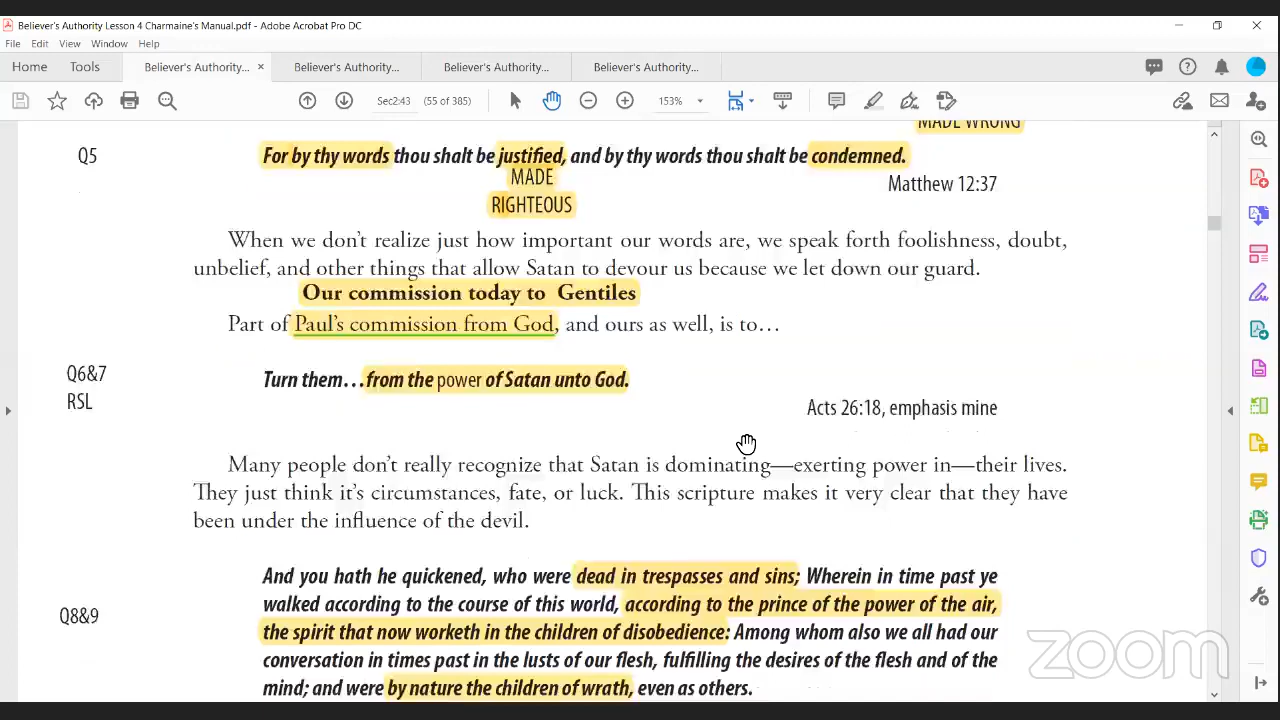 Believer's Authority Lesson 4 Charmaine's Manual.pdf - Adobe Acrobat Pro DC
File Edit View Window Help
Home Tools Believer's Authority... × Believer's Authority... Believer's Authority... Believer's Authority...
Sec2:43 (55 of 385) 153%
MADE WRONG
Q5 For by thy words thou shalt be justified, and by thy words thou shalt be condemned.
MADE
RIGHTEOUS
Matthew 12:37
When we don't realize just how important our words are, we speak forth foolishness, doubt,
unbelief, and other things that allow Satan to devour us because we let down our guard.
Our commission today to Gentiles
Part of Paul's commission from God, and ours as well, is to…
Q6&7
RSL
Turn them…from the power of Satan unto God.
Acts 26:18, emphasis mine
Many people don't really recognize that Satan is dominating—exerting power in—their lives.
They just think it's circumstances, fate, or luck. This scripture makes it very clear that they have
been under the influence of the devil.
And you hath he quickened, who were dead in trespasses and sins; Wherein in time past ye
walked according to the course of this world, according to the prince of the power of the air,
Q8&9
the spirit that now worketh in the children of disobedience: Among whom also we all had our
conversation in times past in the lusts of our flesh, fulfilling the desires of the flesh and of the
mind; and were by nature the children of wrath, even as others.
zoom